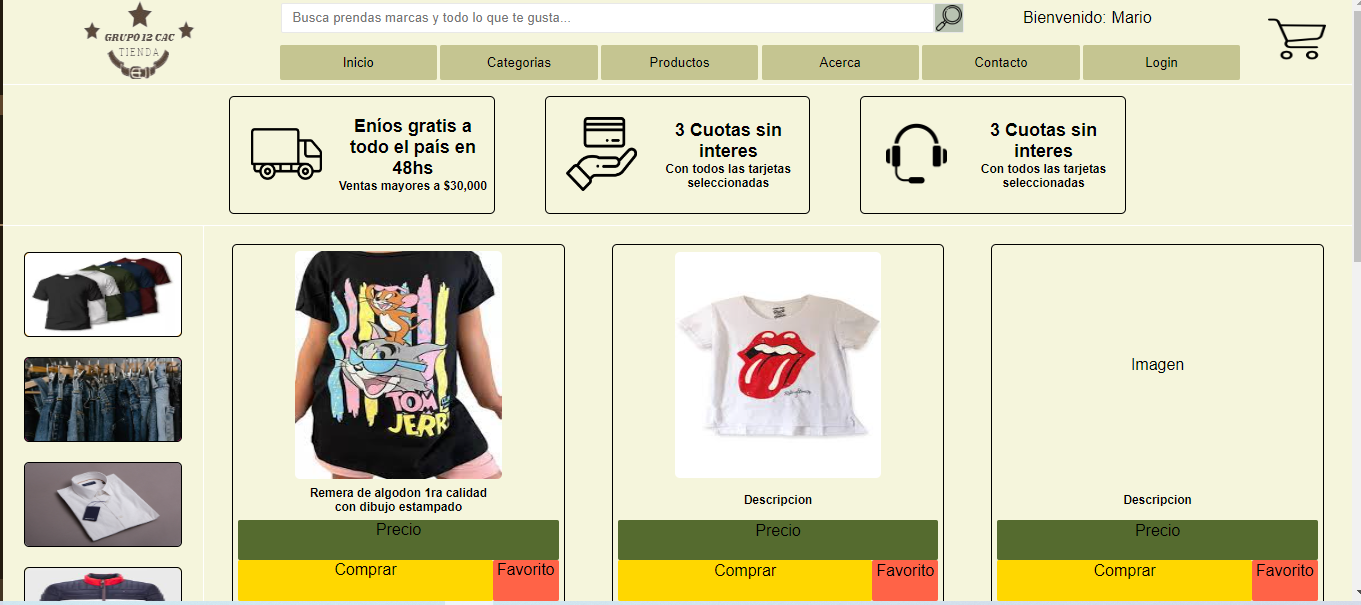 GRUPO 12 CAC
TIENDA
Busca prendas marcas y todo lo que te gusta...
Bienvenido: Mario
Inicio
Categorias
Productos
Acerca
Contacto
Login
Eníos gratis a
todo el país en
48hs
Ventas mayores a $30,000
3 Cuotas sin
interes
Con todos las tarjetas
seleccionadas
3 Cuotas sin
interes
Con todos las tarjetas
seleccionadas
TOM
JERR
Remera de algodon 1ra calidad
con dibujo estampado
Precio
Comprar
Favorito
Descripcion
Precio
Comprar
Favorito
Imagen
Descripcion
Precio
Comprar
Favorito